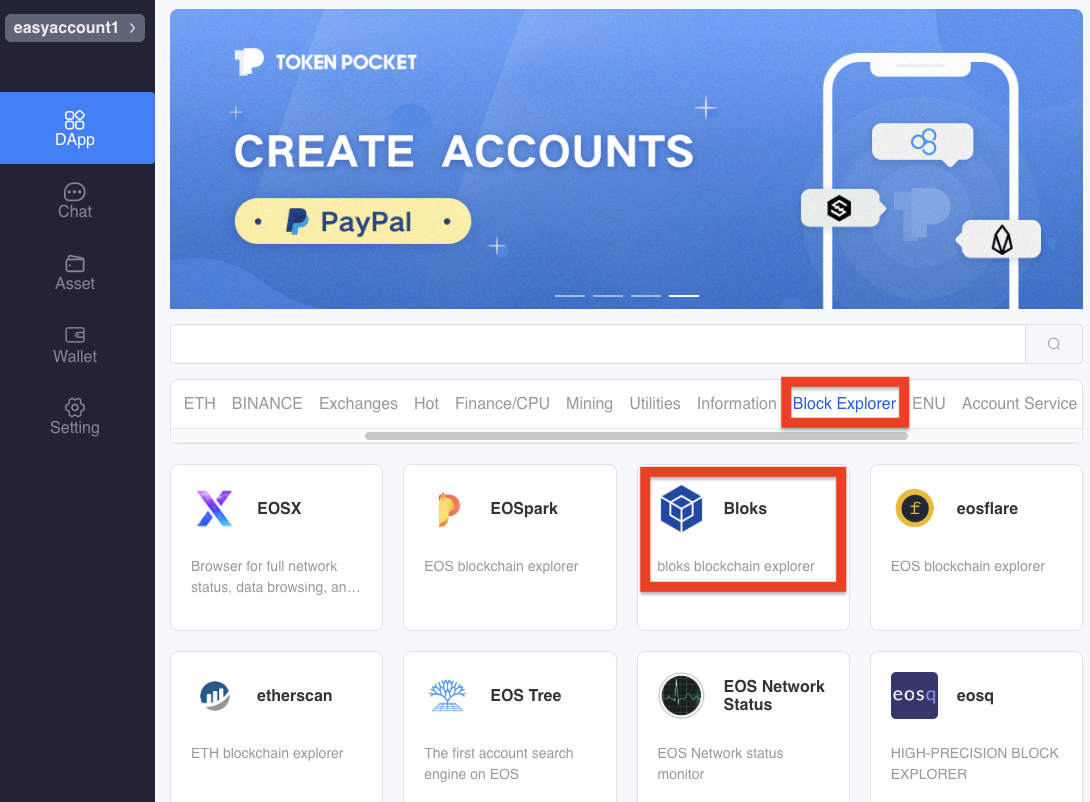 easyaccount1
DApp
Chat
Asset
Wallet
Setting
TOKEN POCKET
CREATE ACCOUNTS
PayPal
ETH BINANCE Exchanges Hot Finance/CPU Mining Utilities Information Block Explorer ENU Account Service
EOSX
Browser for full network
status, data browsing, an…
EOSpark
EOS blockchain explorer
Bloks
bloks blockchain explorer
f
eosflare
EOS blockchain explorer
etherscan
ETH blockchain explorer
EOS Tree
The first account search
engine on EOS
EOS Network
Status
EOS Network status
monitor
eosq
eosq
HIGH-PRECISION BLOCK
EXPLORER